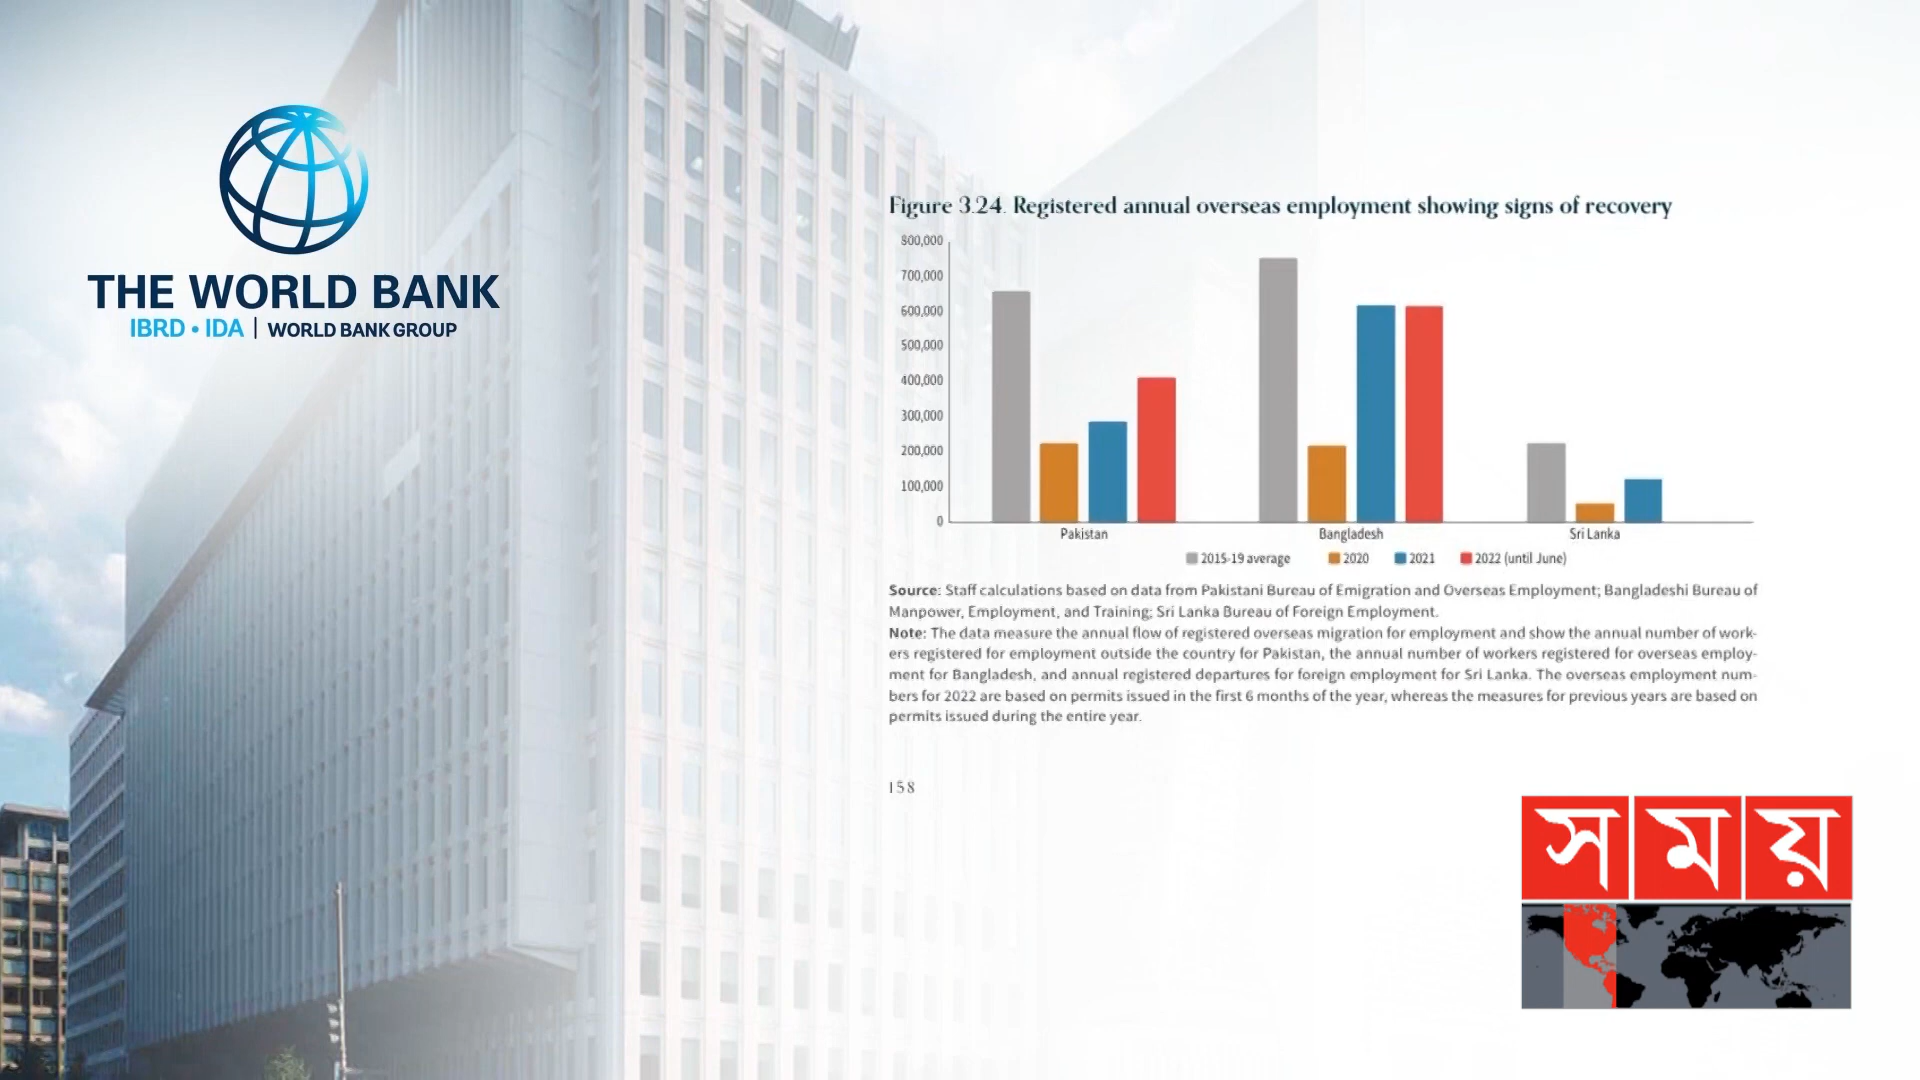 THE WORLD BANK
IBRD • IDA | WORLD BANK GROUP
Figure 3.24. Registered annual overseas employment showing signs of recovery
800,000
700,000
600,000
500,000
400,000
300,000
200,000
100,000
0
Pakistan
Bangladesh
Sri Lanka
2015-19 average 2020 2021 2022 (until June)
Source: Staff calculations based on data from Pakistani Bureau of Emigration and Overseas Employment; Bangladeshi Bureau of
Manpower, Employment, and Training; Sri Lanka Bureau of Foreign Employment.
Note: The data measure the annual flow of registered overseas migration for employment and show the annual number of work-
ers registered for employment outside the country for Pakistan, the annual number of workers registered for overseas employ-
ment for Bangladesh, and annual registered departures for foreign employment for Sri Lanka. The overseas employment num-
bers for 2022 are based on permits issued in the first 6 months of the year, whereas the measures for previous years are based on
permits issued during the entire year.
158
সময়